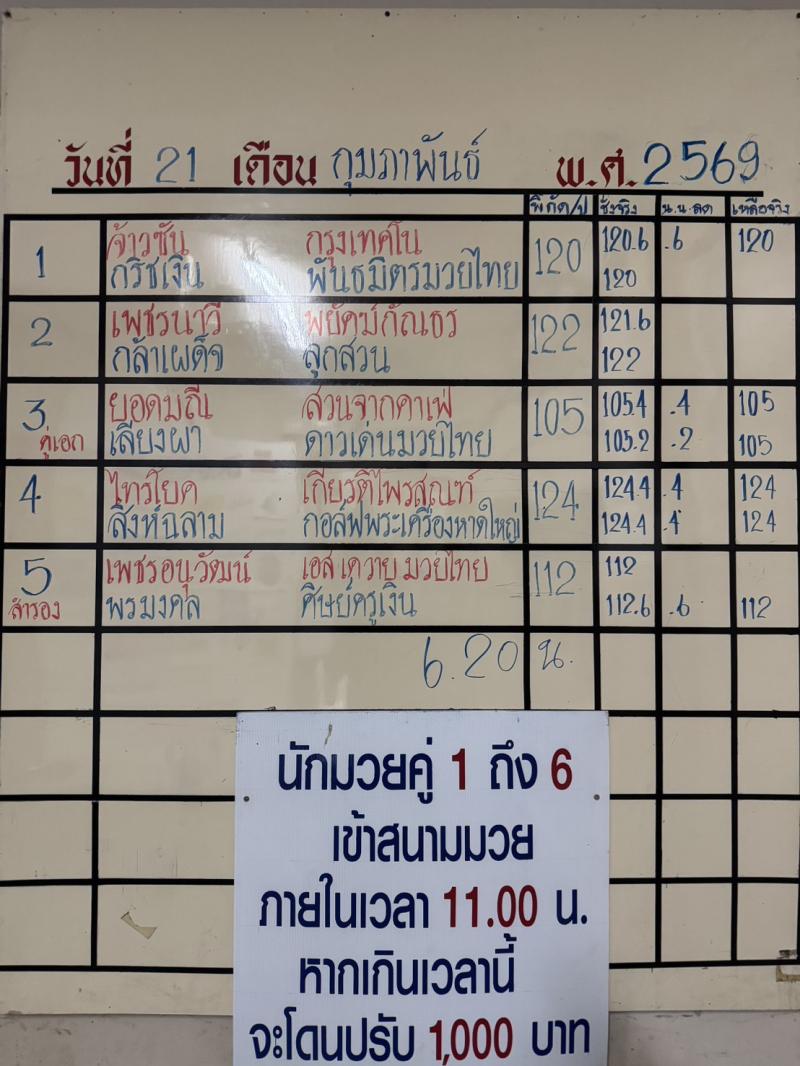 วันที่ 21 เดือน กุมภาพันธ์ พ.ศ. 2569
พิกัด/ป ชั่งจริง น.น.ลด เหลือจริง
1 จ้าวซัน กรุงเทศโน 120 120.6 .6 120
กริชเงิน พันธมิตรมวยไทย 120
2 เพชรนาวี พยัคฆ์กัณธร 122 121.6
กล้าเผด็จ ลูกสวน 122
3 ยอดมณี สวนจากคาเฟ่ 105 105.4 .4 105
คู่เอก เลียงผา ดาวเด่นมวยไทย 105.2 .2 105
4 ไทรโยค เกียรติไพรสณฑ์ 124 124.4 .4 124
สิงห์ฉลาม กอล์ฟพระเครื่องหาดใหญ่ 124.4 .4 124
5 เพชรอนุวัฒน์ เอส เค วาย มวยไทย 112 112
สำรอง พรมงคล ศิษย์ครูเงิน 112.6 .6 112
6.20 น.
นักมวยคู่ 1 ถึง 6
เข้าสนามมวย
ภายในเวลา 11.00 น.
หากเกินเวลานี้
จะโดนปรับ 1,000 บาท